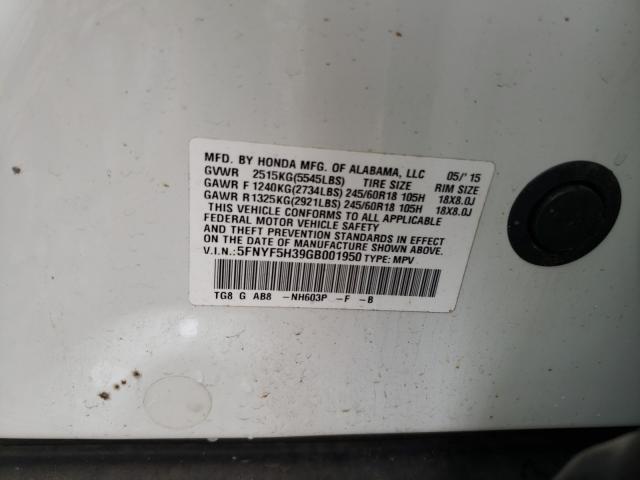 MFD. BY HONDA MFG. OF ALABAMA, LLC 05/'15
GVWR 2515KG(5545LBS) TIRE SIZE RIM SIZE
GAWR F 1240KG(2734LBS) 245/60R18 105H 18X8.0J
GAWR R1325KG(2921LBS) 245/60R18 105H 18X8.0J
THIS VEHICLE CONFORMS TO ALL APPLICABLE
FEDERAL MOTOR VEHICLE SAFETY
AND THEFT PREVENTION STANDARDS IN EFFECT
ON THE DATE OF MANUFACTURE SHOWN ABOVE.
V.I.N.: 5FNYF5H39GB001950 TYPE: MPV
TG8 G AB8 -NH603P -F -B